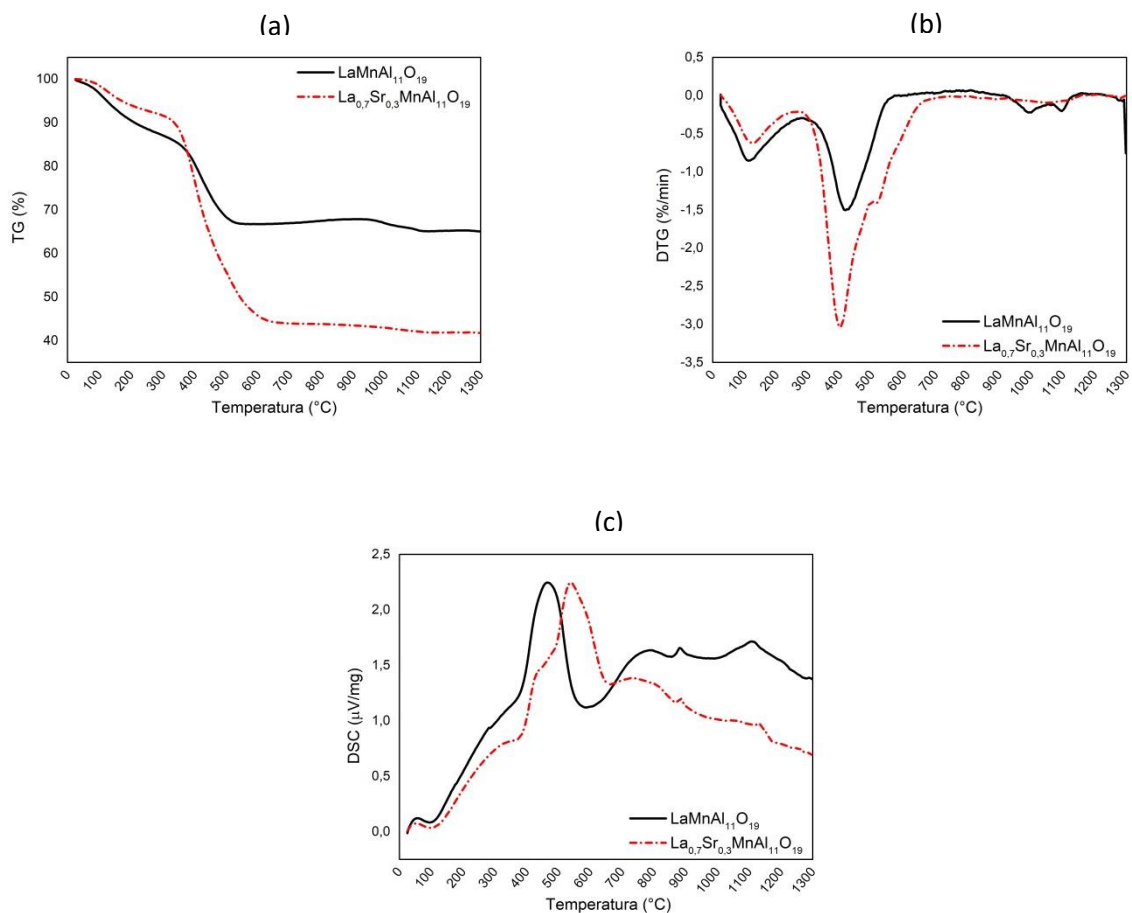 (a)
100
90
80
70
60
50
40
TG (%)
LaMnAl₁₁O₁₉
La₀,₇Sr₀,₃MnAl₁₁O₁₉
0 100 200 300 400 500 600 700 800 900 1000 1100 1200 1300
Temperatura (°C)
(b)
0,5
0,0
-0,5
-1,0
-1,5
-2,0
-2,5
-3,0
-3,5
DTG (%/min)
LaMnAl₁₁O₁₉
La₀,₇Sr₀,₃MnAl₁₁O₁₉
0 100 200 300 400 500 600 700 800 900 1000 1100 1200 1300
Temperatura (°C)
(c)
2,5
2,0
1,5
1,0
0,5
0,0
DSC (µV/mg)
LaMnAl₁₁O₁₉
La₀,₇Sr₀,₃MnAl₁₁O₁₉
0 100 200 300 400 500 600 700 800 900 1000 1100 1200 1300
Temperatura (°C)